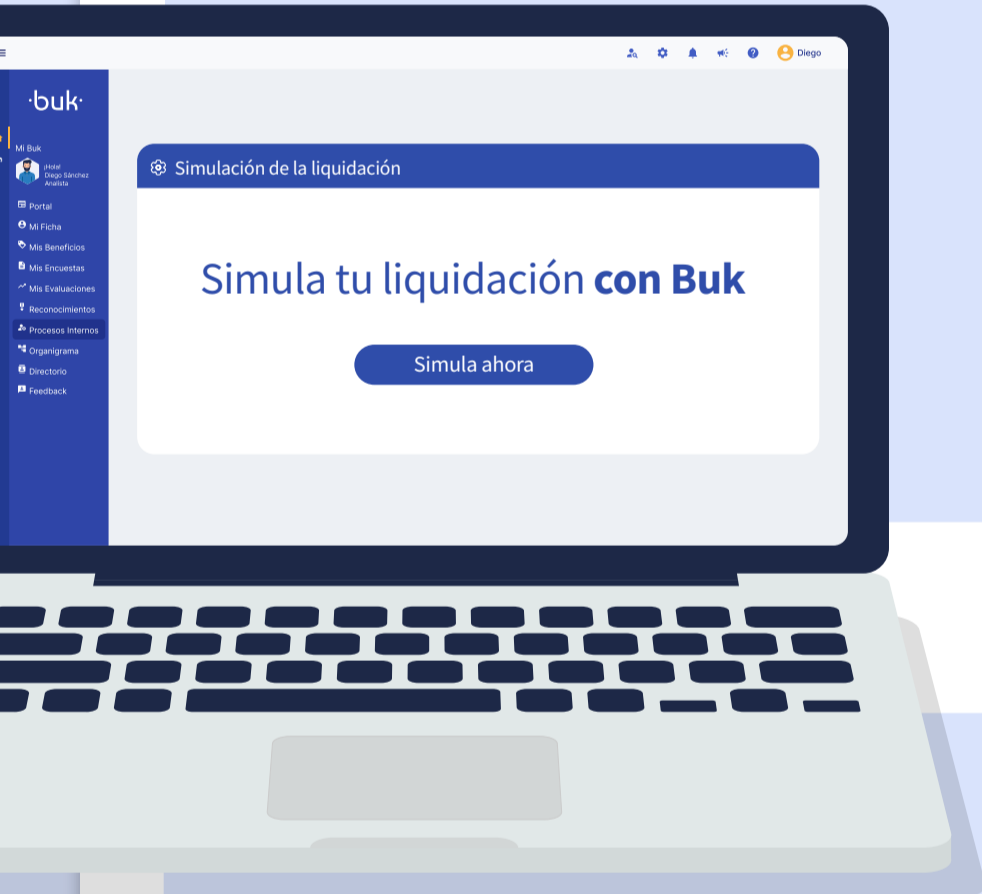 Diego
·buk·
Mi Buk
¡Hola!
Diego Sánchez
Analista
Portal
Mi Ficha
Mis Beneficios
Mis Encuestas
Mis Evaluaciones
Reconocimientos
Procesos Internos
Organigrama
Directorio
Feedback
Simulación de la liquidación
Simula tu liquidación con Buk
Simula ahora